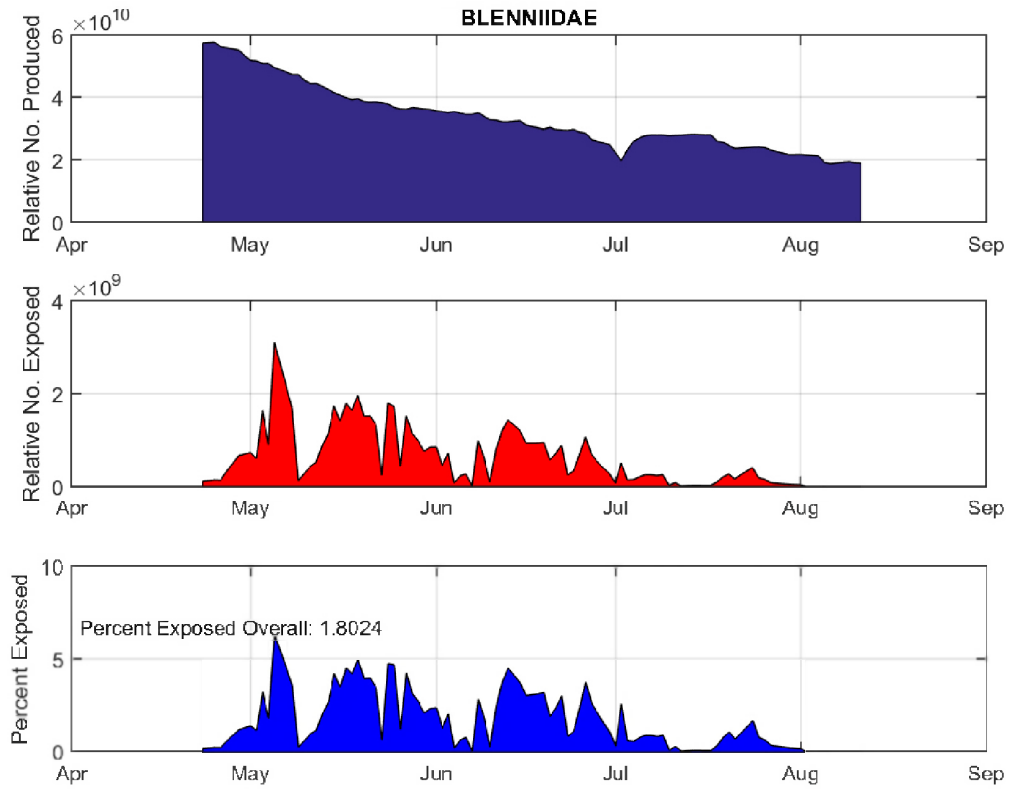 BLENNIIDAE
×10^10
Relative No. Produced
6
4
2
0
Apr May Jun Jul Aug Sep
×10^9
Relative No. Exposed
4
2
0
Apr May Jun Jul Aug Sep
Percent Exposed
10
5
0
Percent Exposed Overall: 1.8024
Apr May Jun Jul Aug Sep